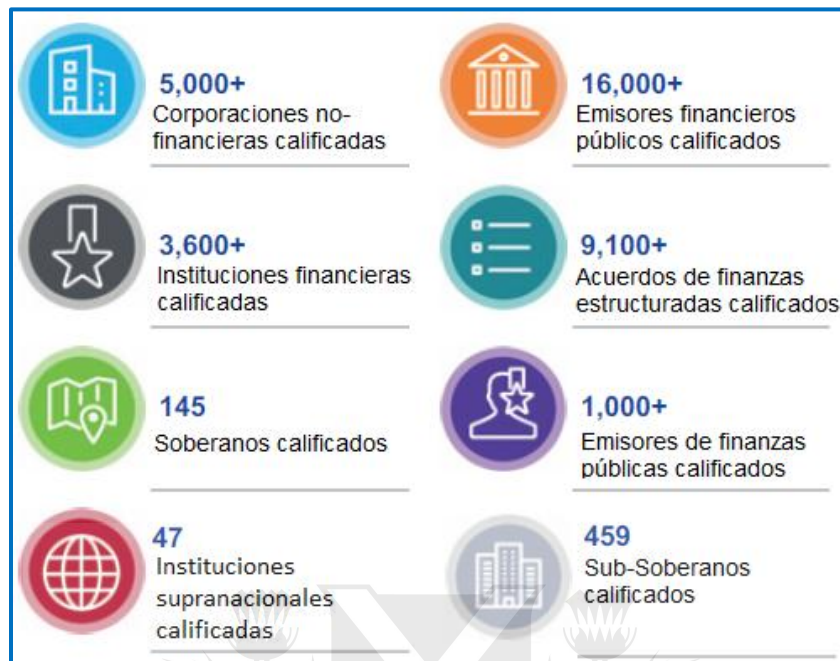 5,000+
Corporaciones no-
financieras calificadas
16,000+
Emisores financieros
públicos calificados
3,600+
Instituciones financieras
calificadas
9,100+
Acuerdos de finanzas
estructuradas calificados
145
Soberanos calificados
1,000+
Emisores de finanzas
públicas calificados
47
Instituciones
supranacionales
calificadas
459
Sub-Soberanos
calificados